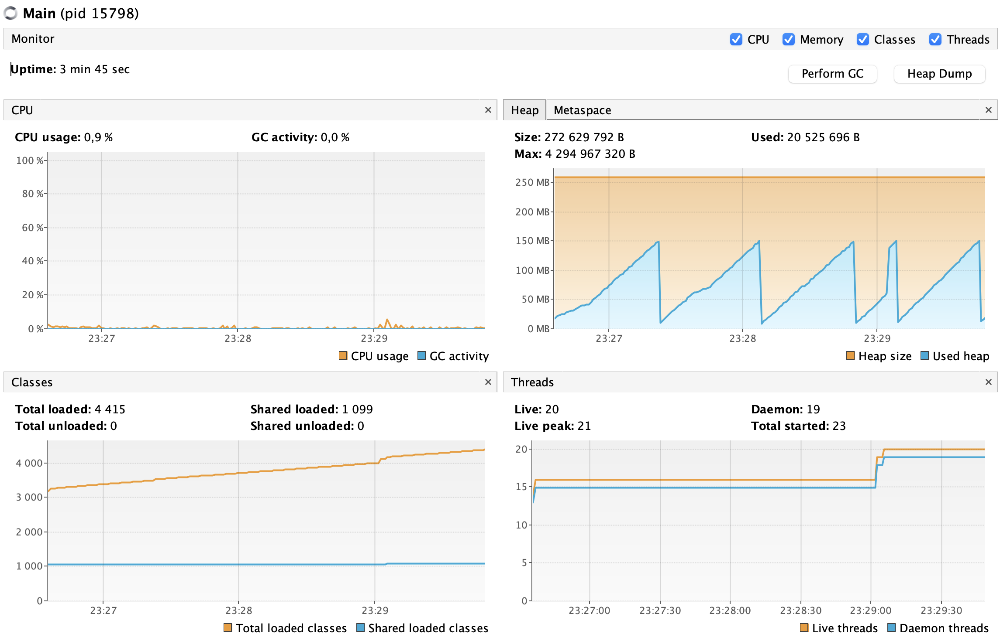 Main (pid 15798)
Monitor
CPU Memory Classes Threads
Uptime: 3 min 45 sec
Perform GC Heap Dump
CPU
CPU usage: 0,9 % GC activity: 0,0 %
100 %
80 %
60 %
40 %
20 %
0 %
23:27 23:28 23:29
CPU usage GC activity
Heap Metaspace
Size: 272 629 792 B Used: 20 525 696 B
Max: 4 294 967 320 B
250 MB
200 MB
150 MB
100 MB
50 MB
0 MB
23:27 23:28 23:29
Heap size Used heap
Classes
Total loaded: 4 415 Shared loaded: 1 099
Total unloaded: 0 Shared unloaded: 0
4 000
3 000
2 000
1 000
0
23:27 23:28 23:29
Total loaded classes Shared loaded classes
Threads
Live: 20 Daemon: 19
Live peak: 21 Total started: 23
20
15
10
5
0
23:27:00 23:27:30 23:28:00 23:28:30 23:29:00 23:29:30
Live threads Daemon threads